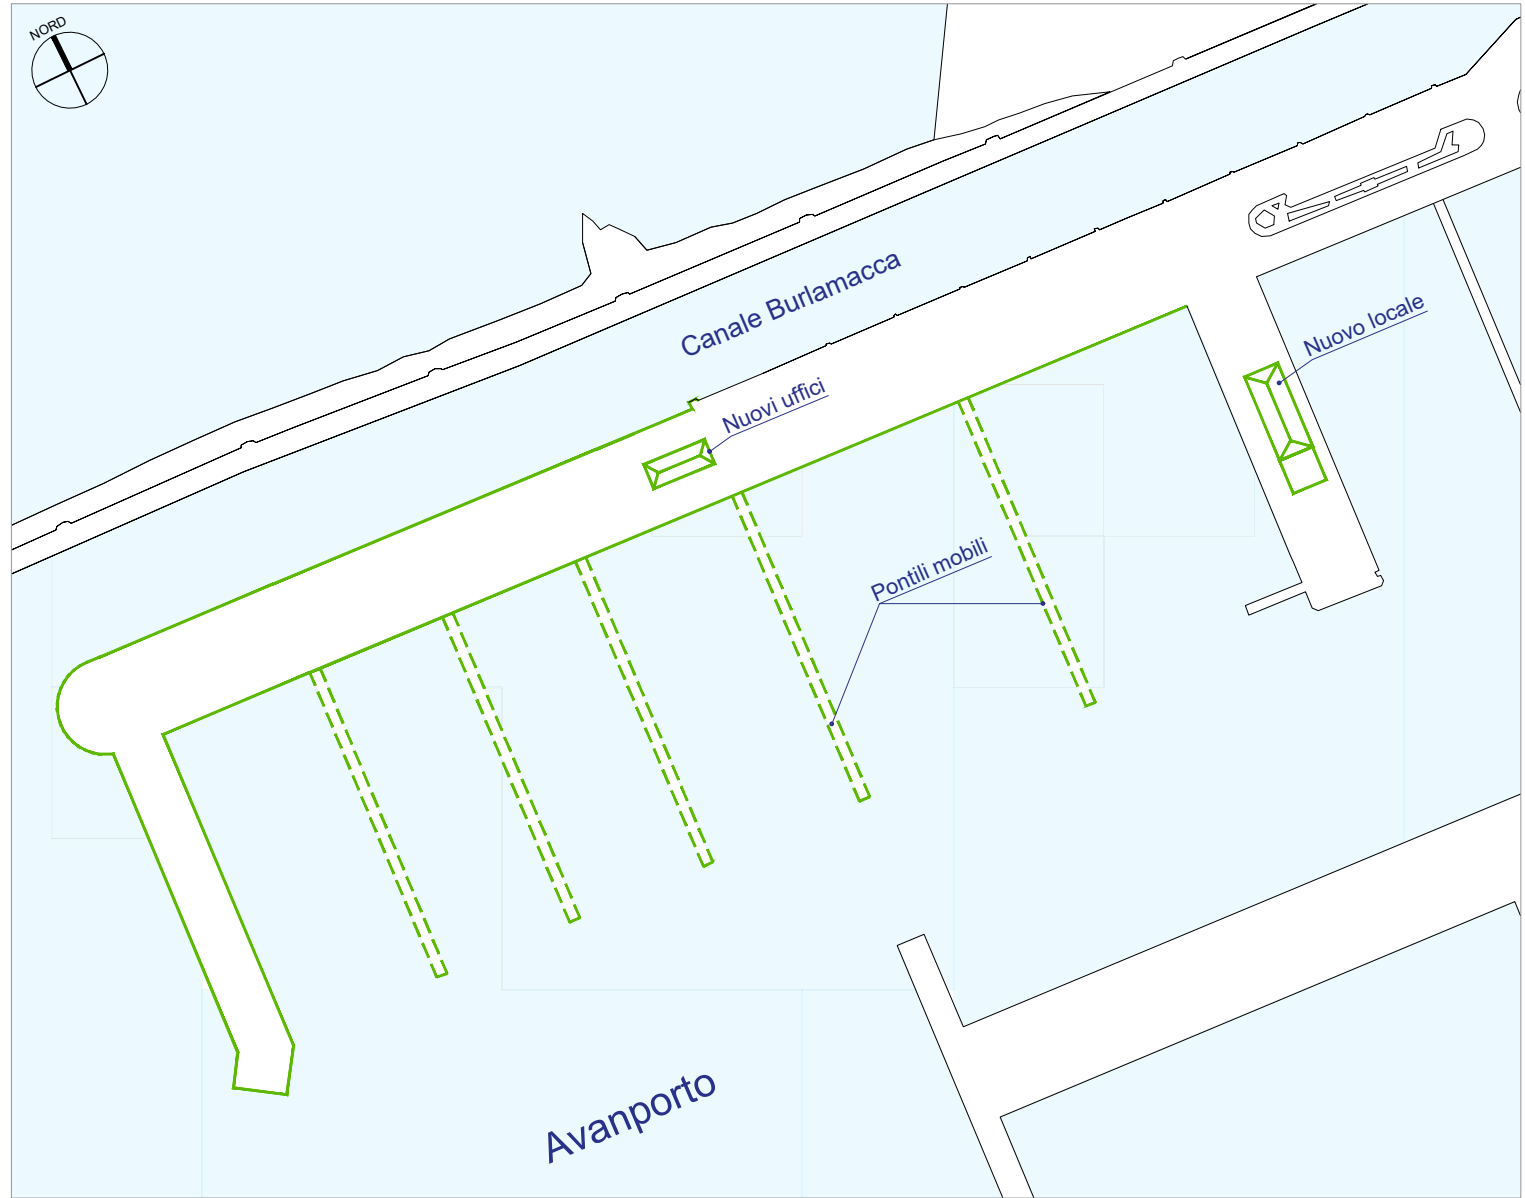 NORD
Canale Burlamacca
Nuovo locale
Nuovi uffici
Pontili mobili
Avanporto